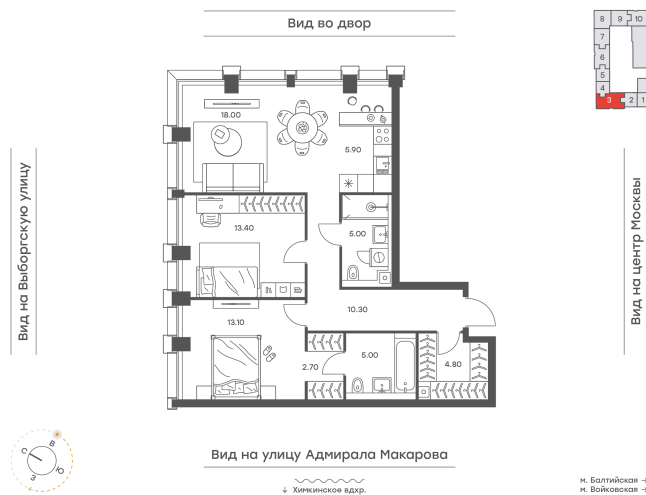 Вид во двор
8 9 10
7
6
5
4
3 2 1
18.00
5.90
Вид на Выборгскую улицу
13.40
5.00
Вид на центр Москвы
10.30
13.10
2.70
5.00
4.80
Вид на улицу Адмирала Макарова
↓ Химкинское вдхр.
С В
З Ю
м. Балтийская
м. Войковская